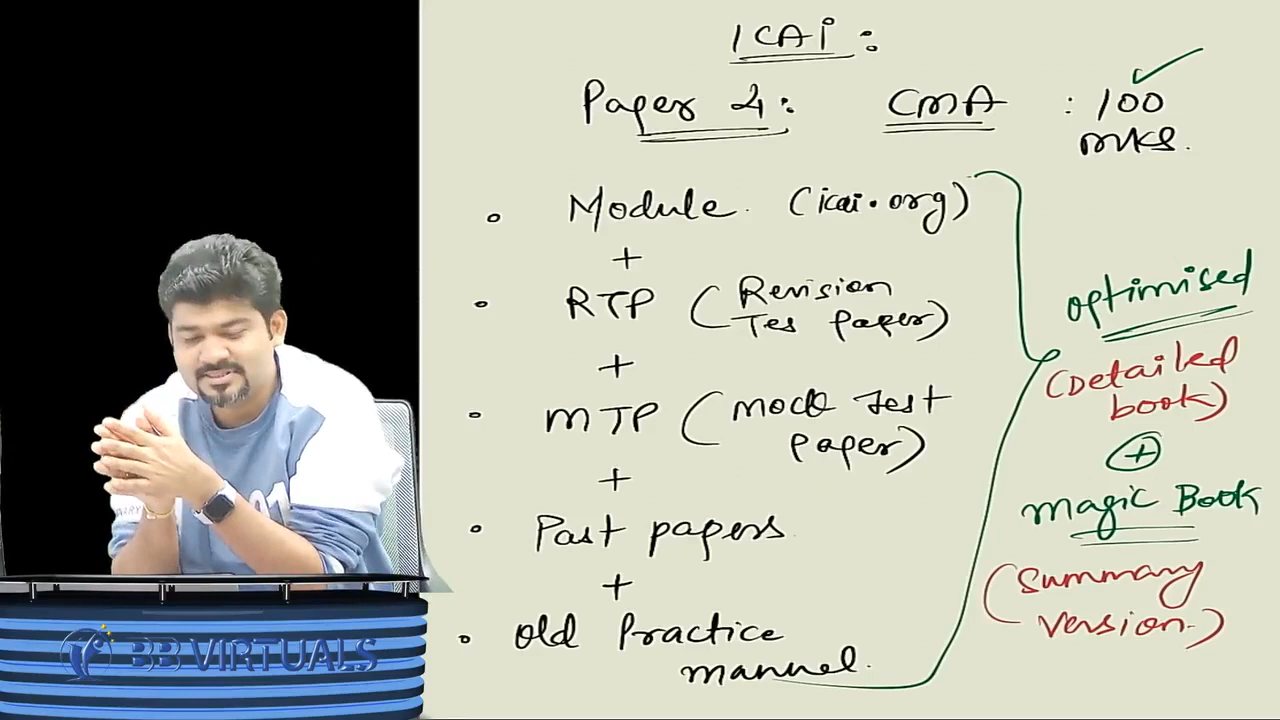 ICAI :
Paper 4 : CMA : 100
mks.
• Module. (icai.org)
+
• RTP (Revision
Tes paper)
+
• MTP (mock test
paper)
+
• Past papers.
+
• Old Practice
manuel.
optimised
(Detailed
book)
+
magic Book
(Summary
version.)
BB VIRTUALS